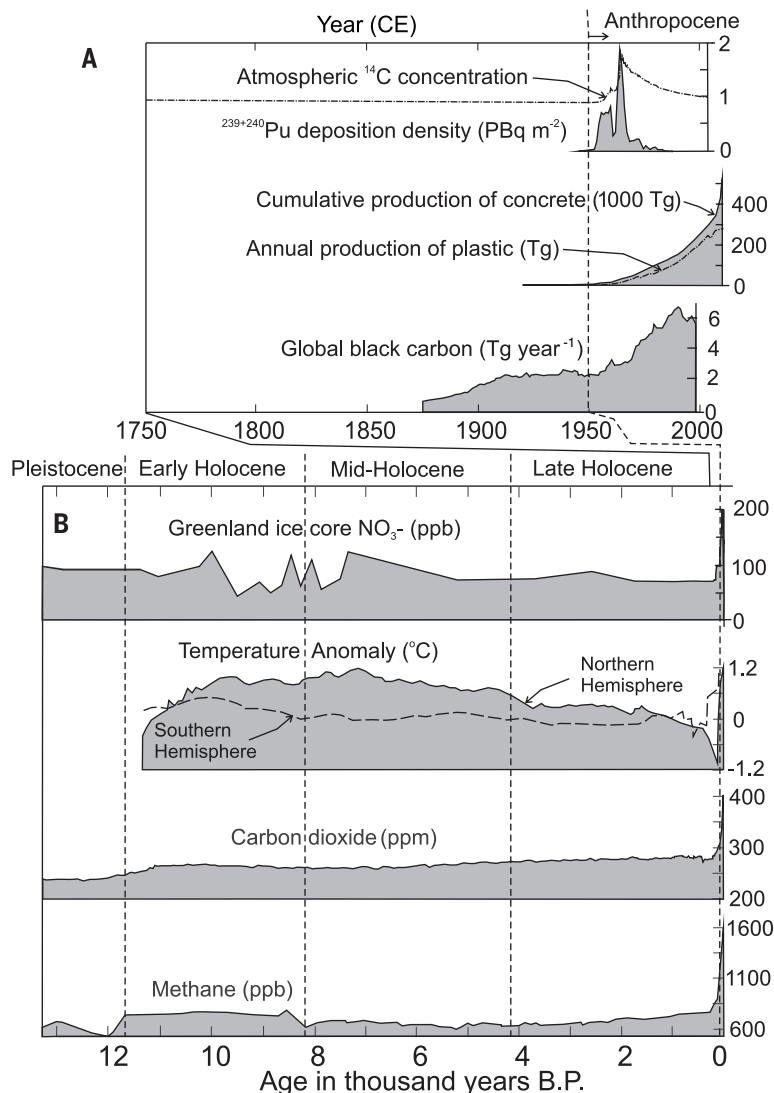 Year (CE)
Anthropocene
A
2
Atmospheric ¹⁴C concentration
1
²³⁹⁺²⁴⁰Pu deposition density (PBq m⁻²)
0
Cumulative production of concrete (1000 Tg)
400
200
Annual production of plastic (Tg)
0
6
Global black carbon (Tg year⁻¹)
4
2
0
1750 1800 1850 1900 1950 2000
Pleistocene Early Holocene Mid-Holocene Late Holocene
B
200
Greenland ice core NO₃- (ppb)
100
0
Temperature Anomaly (°C)
Northern
Hemisphere
1.2
Southern
Hemisphere
0
-1.2
400
Carbon dioxide (ppm)
300
200
1600
1100
Methane (ppb)
600
12 10 8 6 4 2 0
Age in thousand years B.P.